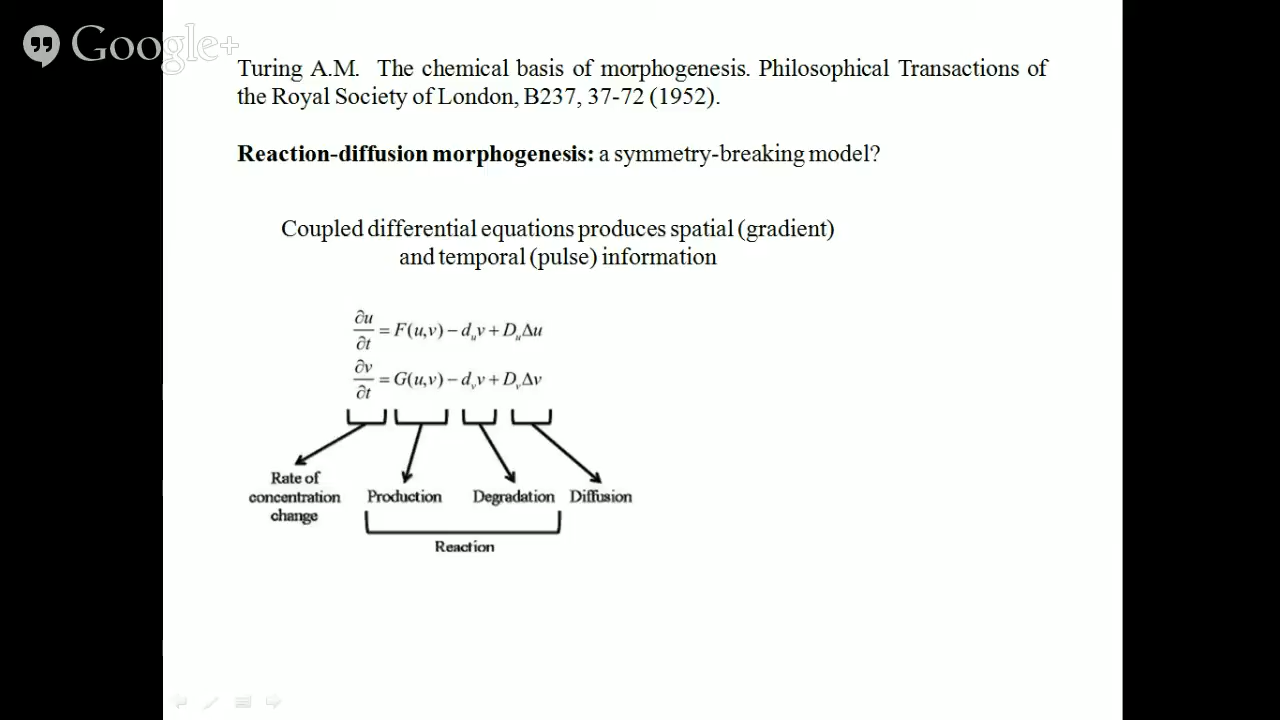 Google+
Turing A.M. The chemical basis of morphogenesis. Philosophical Transactions of
the Royal Society of London, B237, 37-72 (1952).
Reaction-diffusion morphogenesis: a symmetry-breaking model?
Coupled differential equations produces spatial (gradient)
and temporal (pulse) information
∂u/∂t = F(u,v) − d_u v + D_u Δu
∂v/∂t = G(u,v) − d_v v + D_v Δv
Rate of
concentration
change
Production
Degradation
Diffusion
Reaction